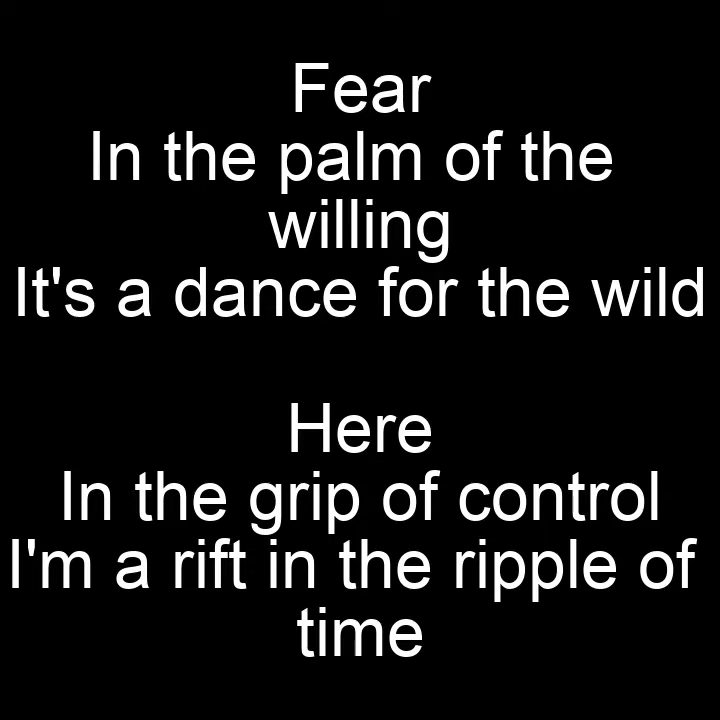 Fear
In the palm of the
willing
It's a dance for the wild
Here
In the grip of control
I'm a rift in the ripple of
time